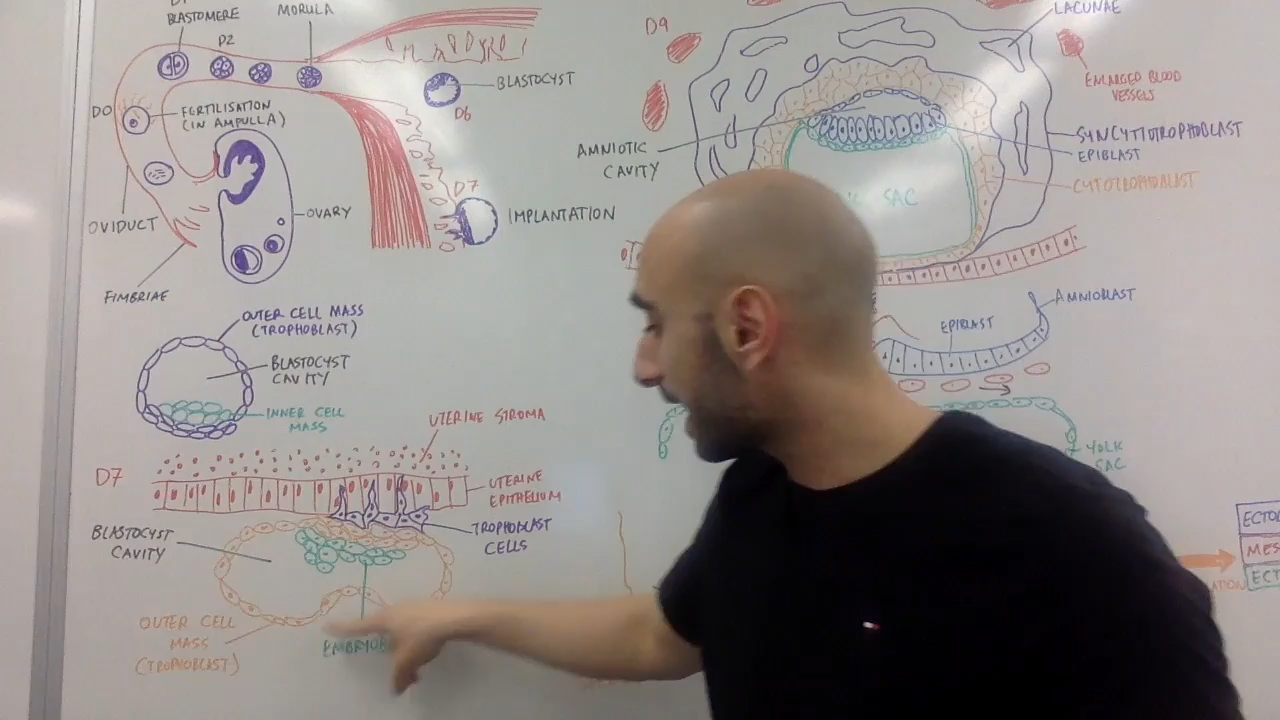 BLASTOMERE
D2
MORULA
D0
FERTILISATION
(IN AMPULLA)
BLASTOCYST
D6
D7
IMPLANTATION
OVARY
OVIDUCT
FIMBRIAE
OUTER CELL MASS
(TROPHOBLAST)
BLASTOCYST
CAVITY
INNER CELL
MASS
UTERINE STROMA
D7
UTERINE
EPITHELIUM
BLASTOCYST
CAVITY
TROPHOBLAST
CELLS
OUTER CELL
MASS
(TROPHOBLAST)
D9
LACUNAE
ENLARGED BLOOD
VESSELS
SYNCYTIOTROPHOBLAST
EPIBLAST
CYTOTROPHOBLAST
AMNIOTIC
CAVITY
SAC
AMNIOBLAST
EPIBLAST
YOLK
SAC